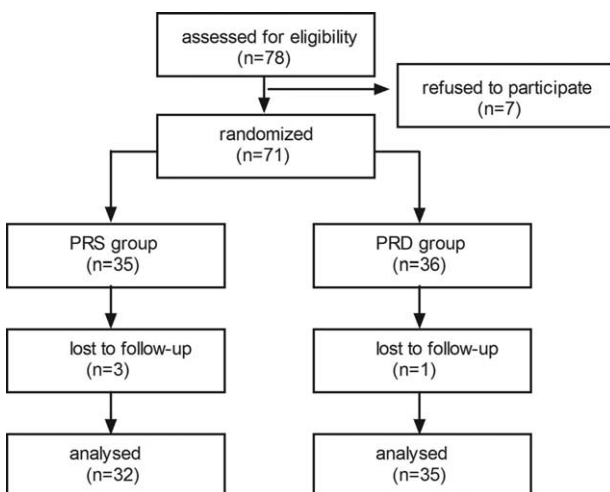 assessed for eligibility
(n=78)
refused to participate
(n=7)
randomized
(n=71)
PRS group
(n=35)
PRD group
(n=36)
lost to follow-up
(n=3)
lost to follow-up
(n=1)
analysed
(n=32)
analysed
(n=35)